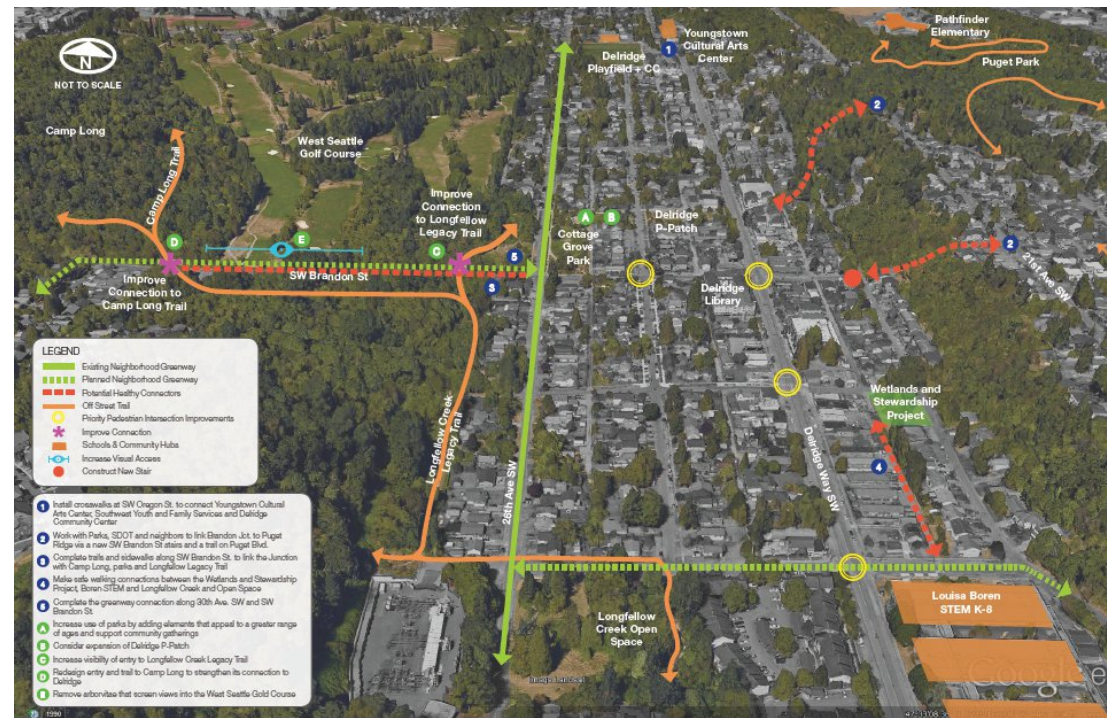 N
NOT TO SCALE
Camp Long
Camp Long Trail
West Seattle
Golf Course
Improve
Connection
to Longfellow
Legacy Trail
Delridge
Playfield + CC
Youngstown
Cultural Arts
Center
1
Pathfinder
Elementary
Puget Park
2
D
E
C
5
A
B
Cottage
Grove
Park
Delridge
P-Patch
2
21st Ave SW
SW Brandon St
3
Improve
Connection to
Camp Long Trail
Delridge
Library
Wetlands and
Stewardship
Project
4
Longfellow Creek
Legacy Trail
26th Ave SW
Delridge Way SW
Longfellow
Creek Open
Space
Louisa Boren
STEM K-8
LEGEND
Existing Neighborhood Greenway
Planned Neighborhood Greenway
Potential Healthy Connectors
Off Street Trail
Priority Pedestrian Intersection Improvements
Improve Connection
Schools & Community Hubs
Increase Visual Access
Construct New Stair
1 Install crosswalks at SW Oregon St. to connect Youngstown Cultural
Arts Center, Southwest Youth and Family Services and Delridge
Community Center
2 Work with Parks, SDOT and neighbors to link Brandon Jct. to Puget
Ridge via a new SW Brandon St stairs and a trail on Puget Blvd.
3 Complete trails and sidewalks along SW Brandon St. to link the Junction
with Camp Long, parks and Longfellow Legacy Trail
4 Make safe walking connections between the Wetlands and Stewardship
Project, Boren STEM and Longfellow Creek and Open Space
5 Complete the greenway connection along 30th Ave. SW and SW
Brandon St.
A Increase use of parks by adding elements that appeal to a greater range
of ages and support community gatherings
B Consider expansion of Delridge P-Patch
C Increase visibility of entry to Longfellow Creek Legacy Trail
D Redesign entry and trail to Camp Long to strengthen its connection to
Delridge
E Remove arborvitae that screen views into the West Seattle Gold Course
1990